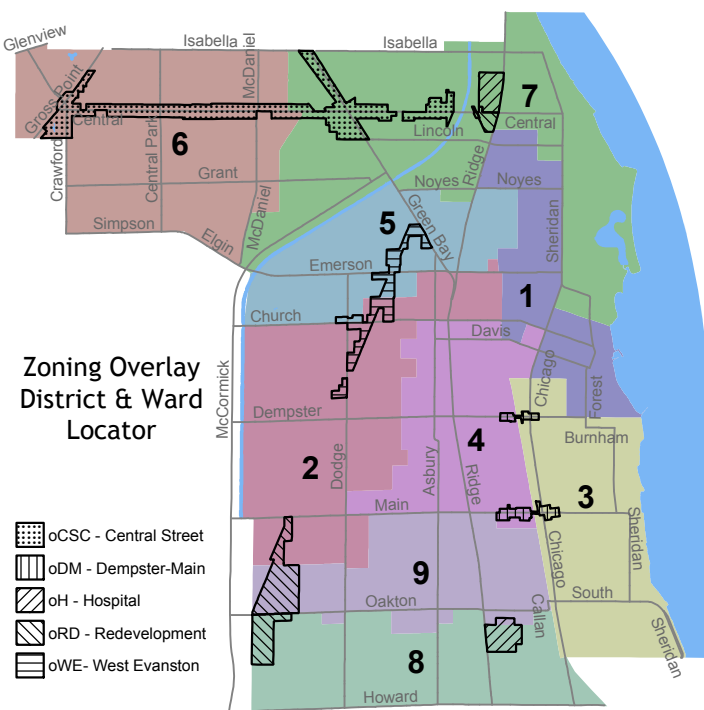 Glenview
Isabella
Isabella
McDaniel
Gross Point
7
Central
Lincoln
Central
6
Crawford
Central Park
Grant
Ridge
Noyes
Noyes
McDaniel
Simpson
Elgin
5
Green Bay
Sheridan
Emerson
1
Church
Davis
Zoning Overlay
District & Ward
Locator
McCormick
Chicago
Forest
Dempster
Burnham
4
2
Dodge
Asbury
Ridge
3
Main
Sheridan
oCSC - Central Street
oDM - Dempster-Main
oH - Hospital
oRD - Redevelopment
oWE- West Evanston
Chicago
9
South
Oakton
Callan
Sheridan
8
Howard